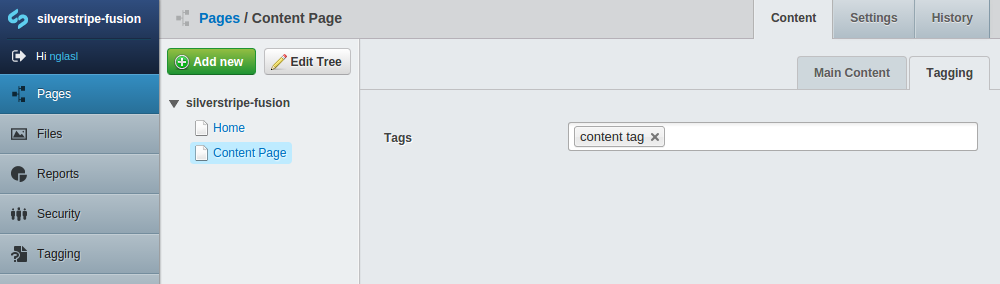 silverstripe-fusion
Pages / Content Page
Content
Settings
History
Hi nglasl
Pages
Files
Reports
Security
Tagging
Add new
Edit Tree
silverstripe-fusion
Home
Content Page
Main Content
Tagging
Tags
content tag